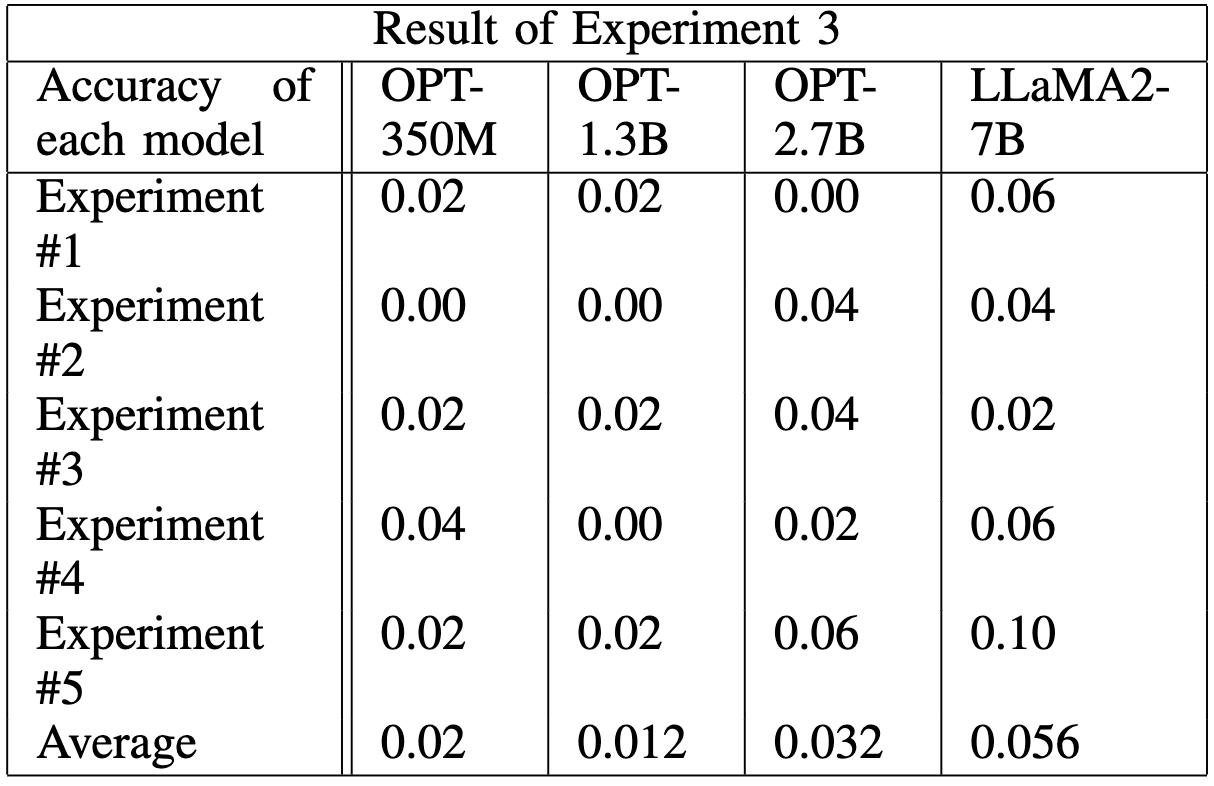 Result of Experiment 3
Accuracy of each model OPT-350M OPT-1.3B OPT-2.7B LLaMA2-7B
Experiment #1 0.02 0.02 0.00 0.06
Experiment #2 0.00 0.00 0.04 0.04
Experiment #3 0.02 0.02 0.04 0.02
Experiment #4 0.04 0.00 0.02 0.06
Experiment #5 0.02 0.02 0.06 0.10
Average 0.02 0.012 0.032 0.056